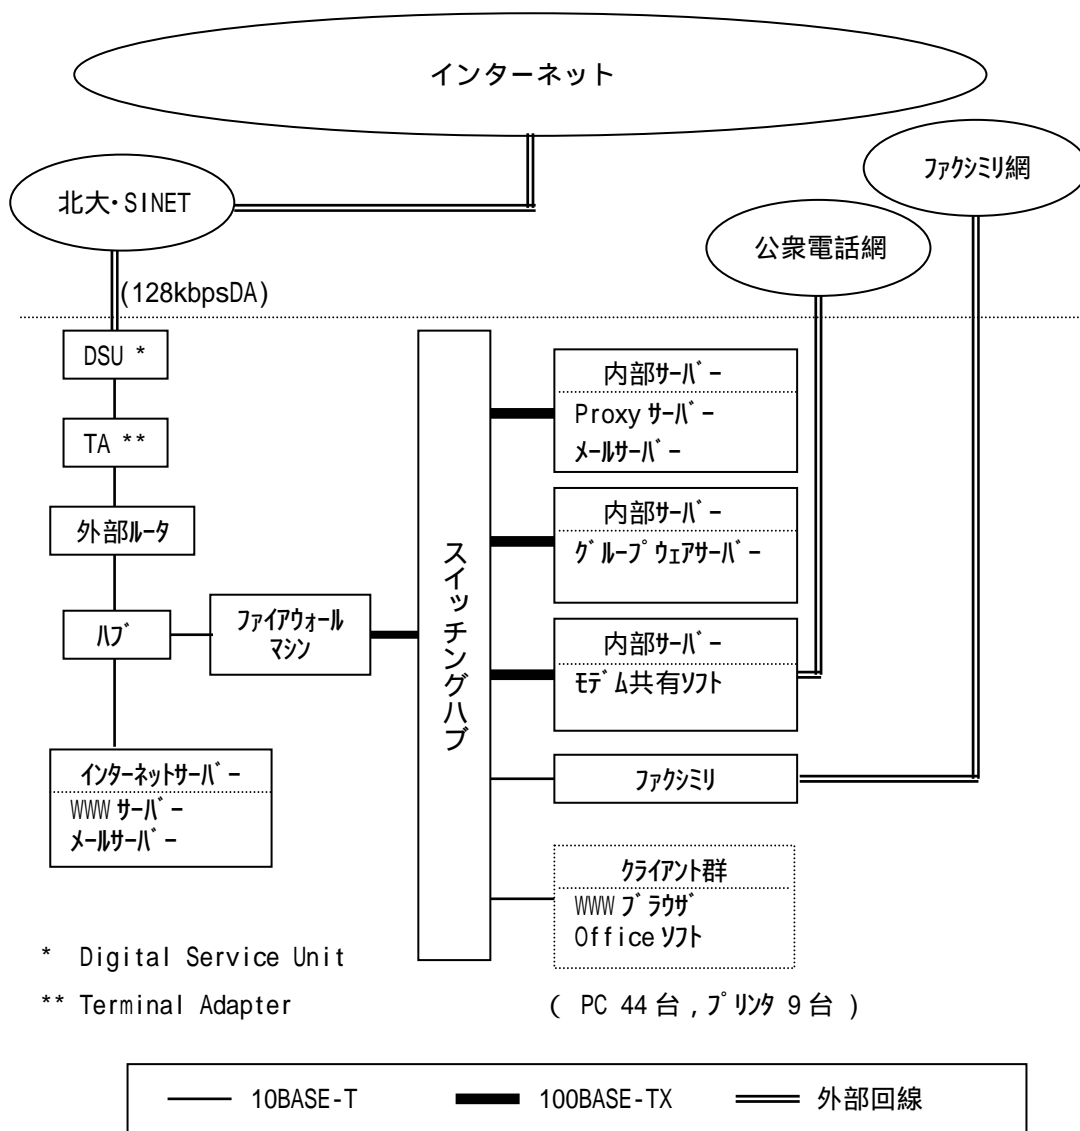 インターネット
ファクシミリ網
北大・SINET
公衆電話網
(128kbpsDA)
DSU *
TA **
外部ルータ
ハブ
ファイアウォール
マシン
インターネットサーバー
WWW サーバー
メールサーバー
スイッチングハブ
内部サーバー
Proxy サーバー
メールサーバー
内部サーバー
グループウェアサーバー
内部サーバー
モデム共有ソフト
ファクシミリ
クライアント群
WWW ブラウザ
Office ソフト
* Digital Service Unit
** Terminal Adapter
( PC 44 台 , プリンタ 9 台 )
10BASE-T
100BASE-TX
外部回線